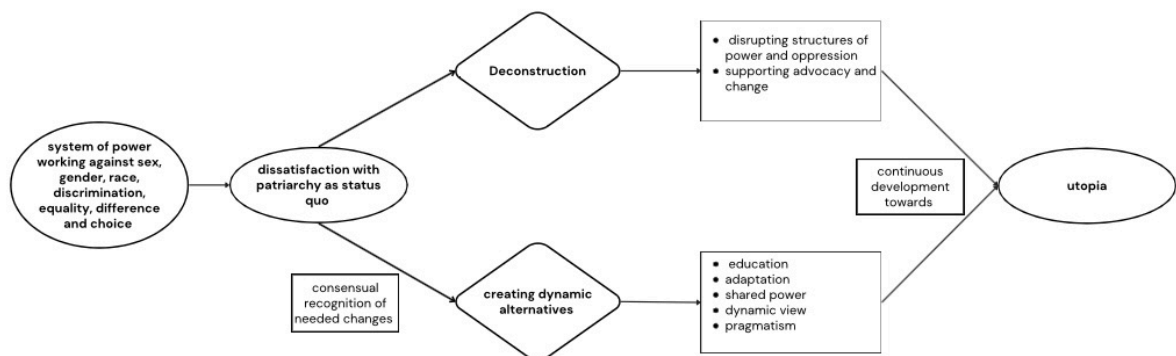 system of power
working against sex,
gender, race,
discrimination,
equality, difference
and choice
dissatisfaction with
patriarchy as status
quo
Deconstruction
disrupting structures of
power and oppression
supporting advocacy and
change
consensual
recognition of
needed changes
creating dynamic
alternatives
education
adaptation
shared power
dynamic view
pragmatism
continuous
development
towards
utopia